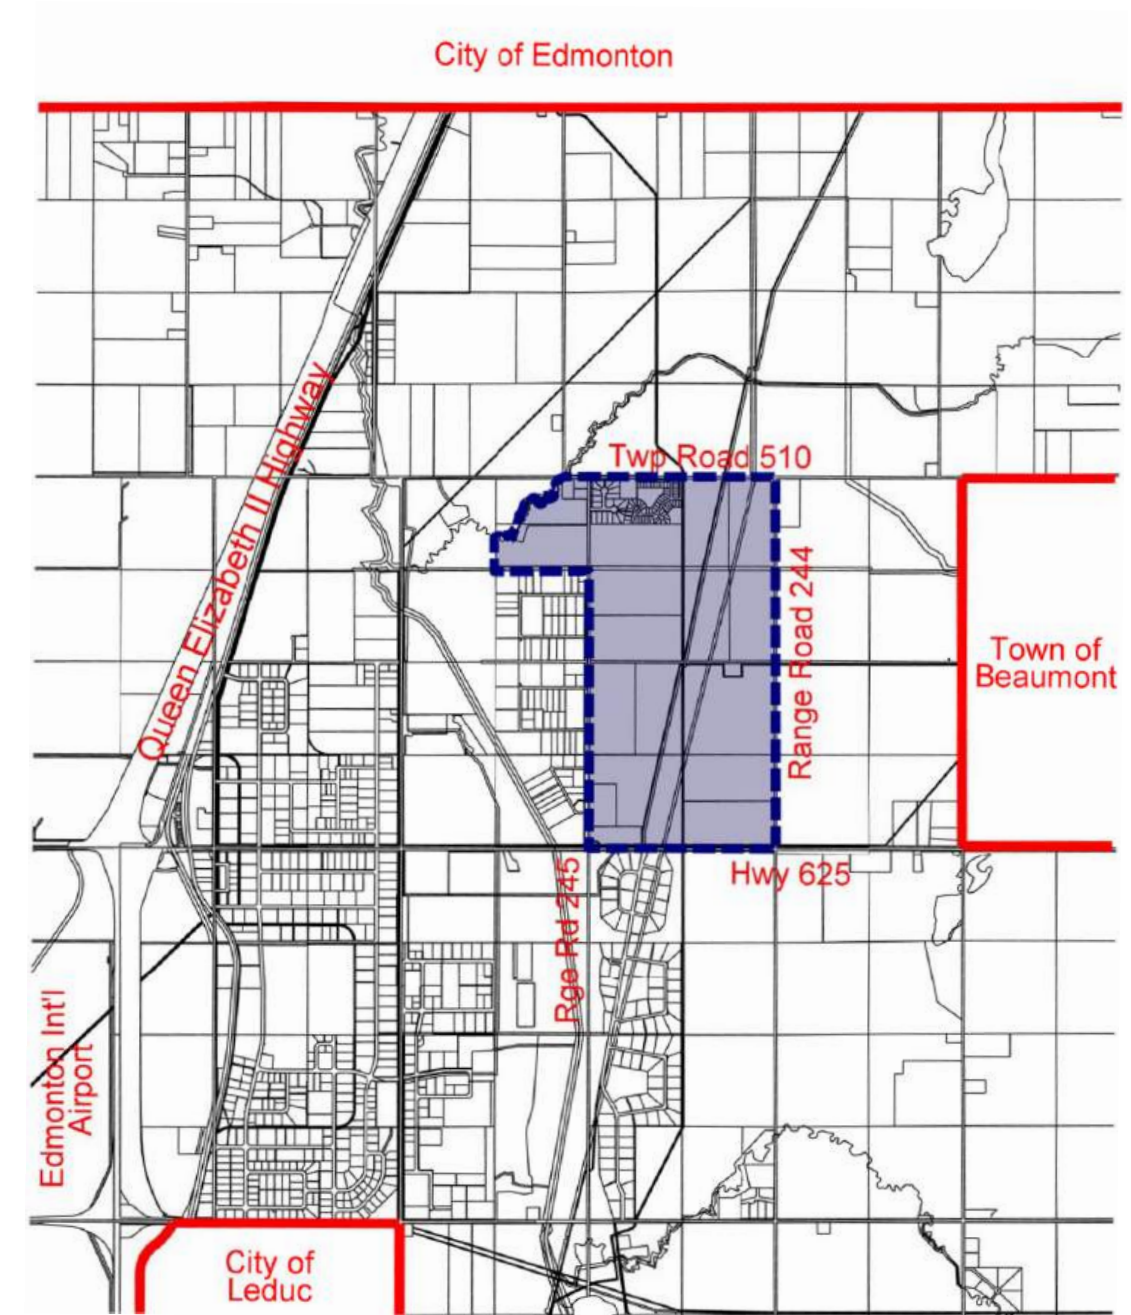 City of Edmonton
Queen Elizabeth II Highway
Twp Road 510
Range Road 244
Town of
Beaumont
Hwy 625
Rge Rd 245
Edmonton Int'l
Airport
City of
Leduc